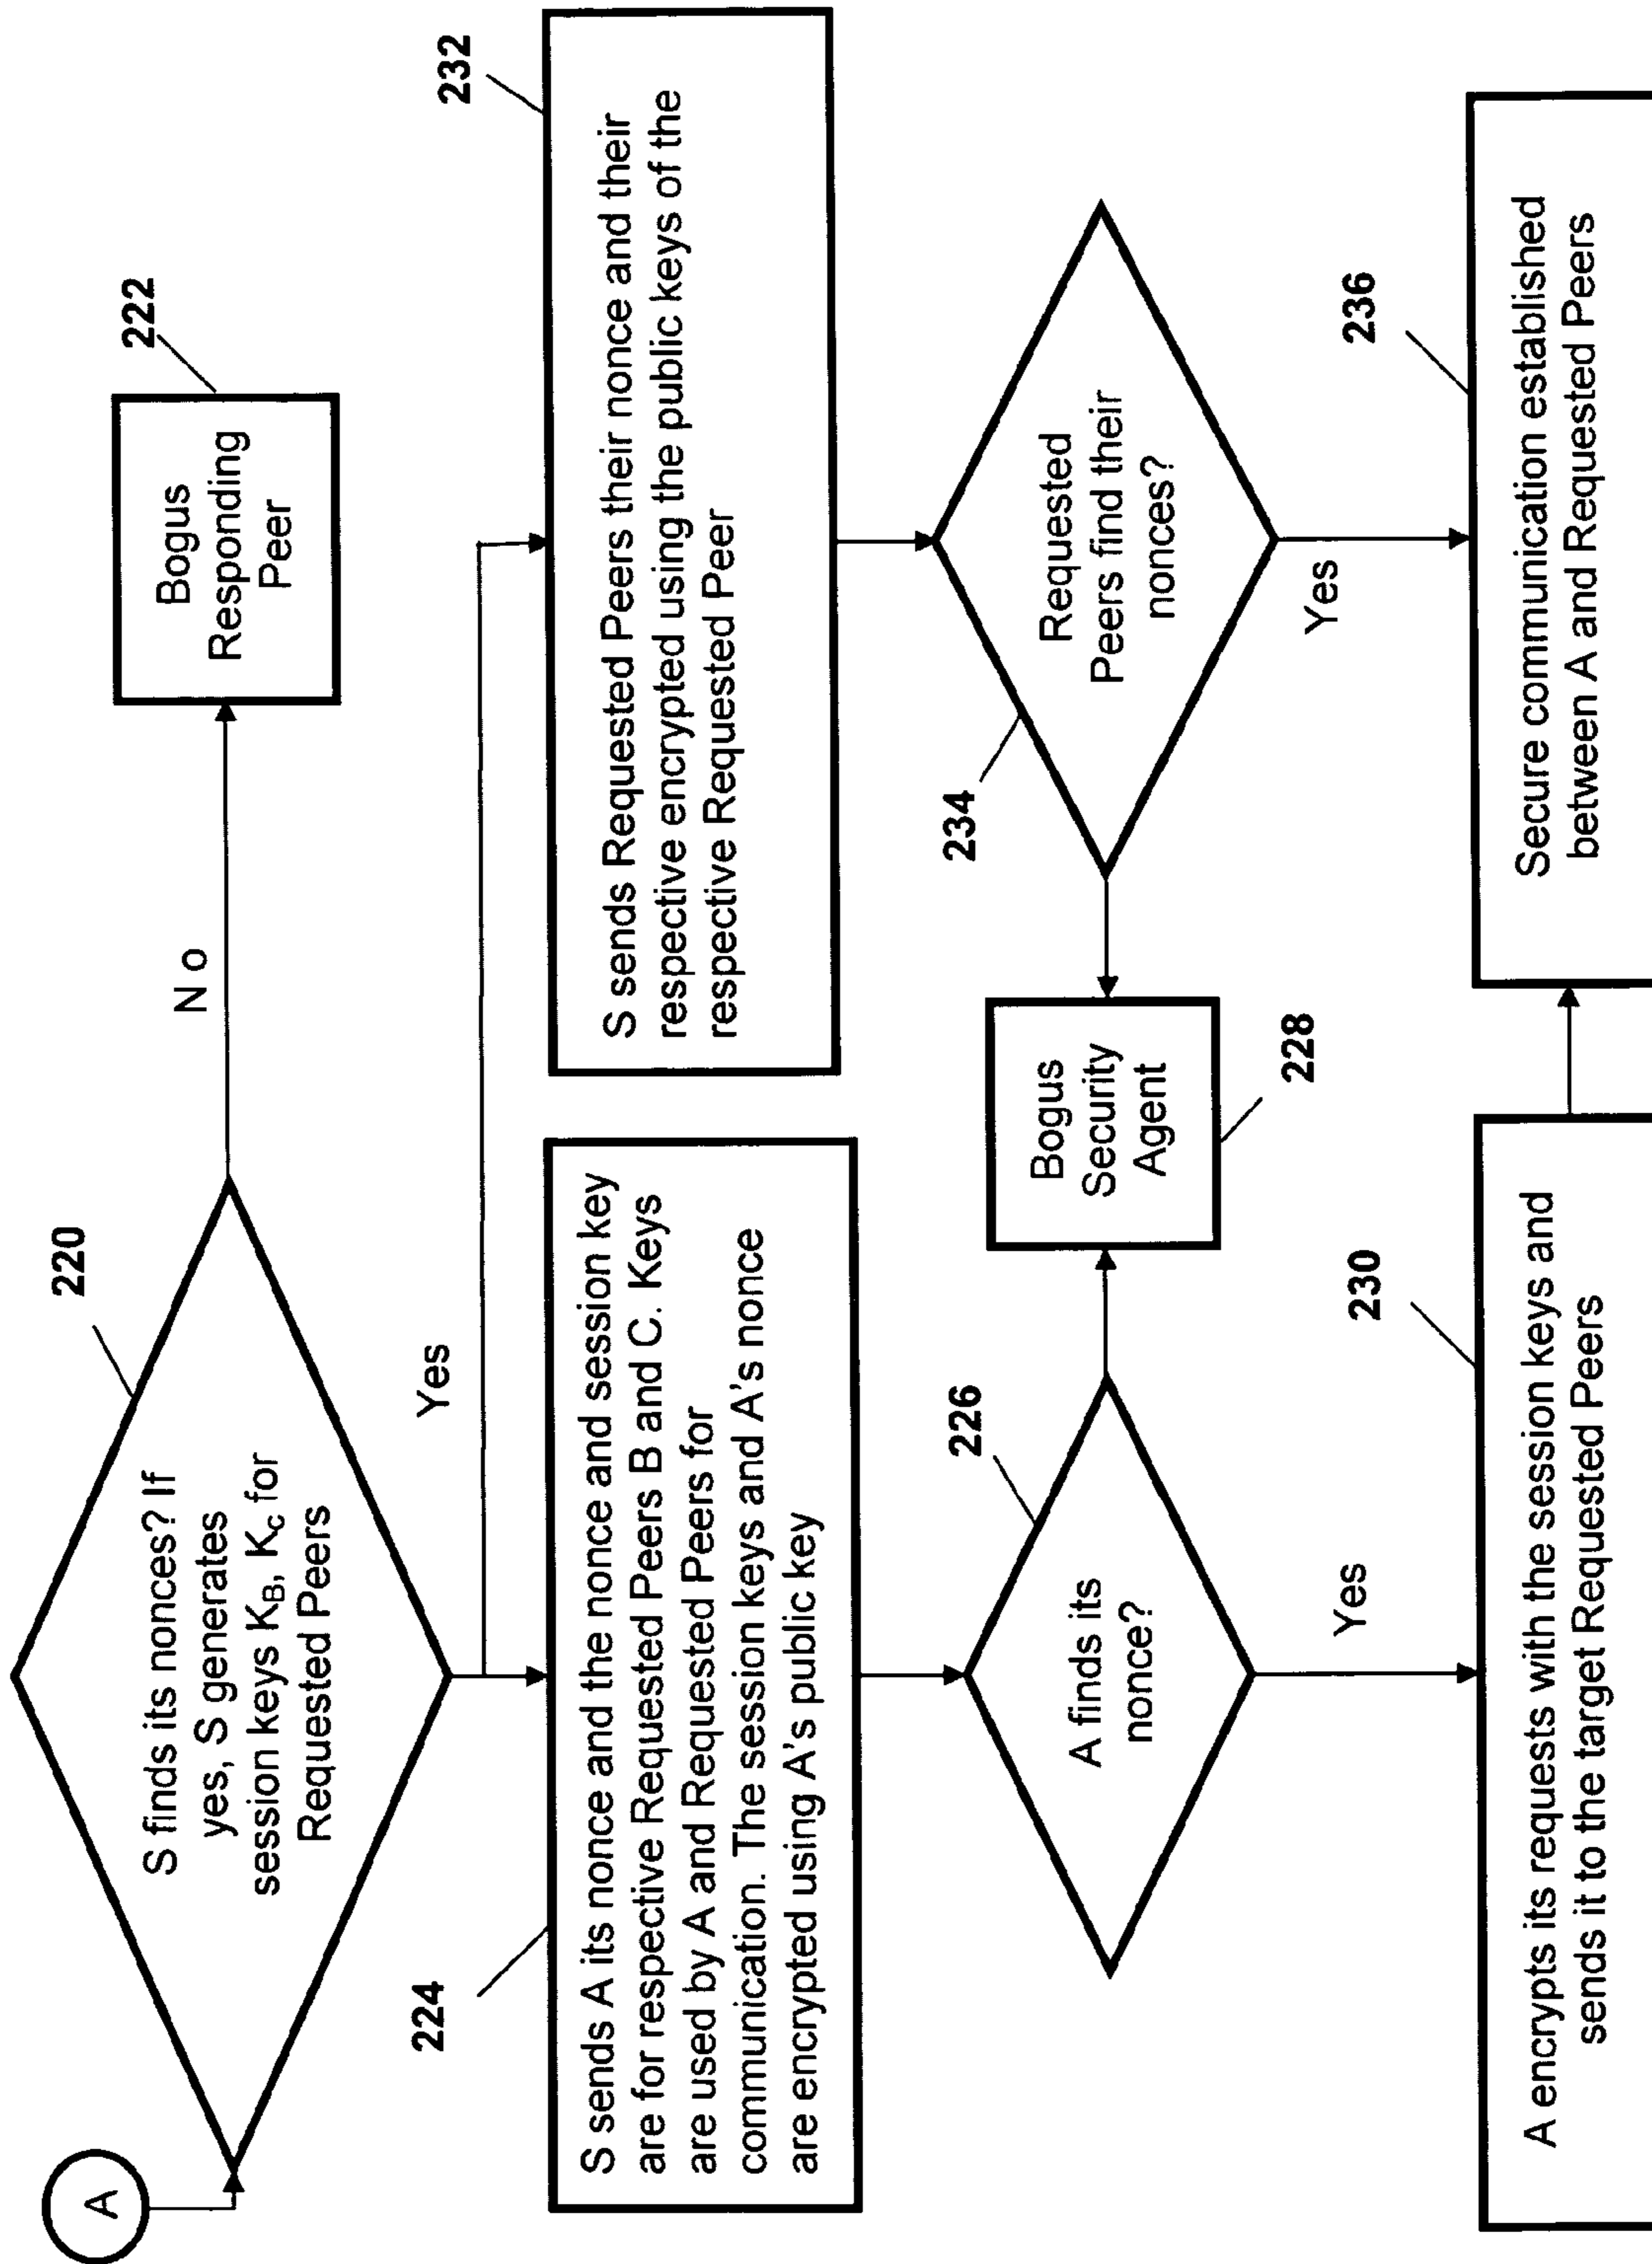 A
220
S finds its nonces? If
yes, S generates
session keys K_B, K_c for
Requested Peers
No
222
Bogus
Responding
Peer
Yes
224
S sends A its nonce and the nonce and session key
are for respective Requested Peers B and C. Keys
are used by A and Requested Peers for
communication. The session keys and A's nonce
are encrypted using A's public key
232
S sends Requested Peers their nonce and their
respective encrypted using the public keys of the
respective Requested Peer
226
A finds its
nonce?
Bogus
Security
Agent
228
234
Requested
Peers find their
nonces?
Yes
Yes
230
A encrypts its requests with the session keys and
sends it to the target Requested Peers
236
Secure communication established
between A and Requested Peers